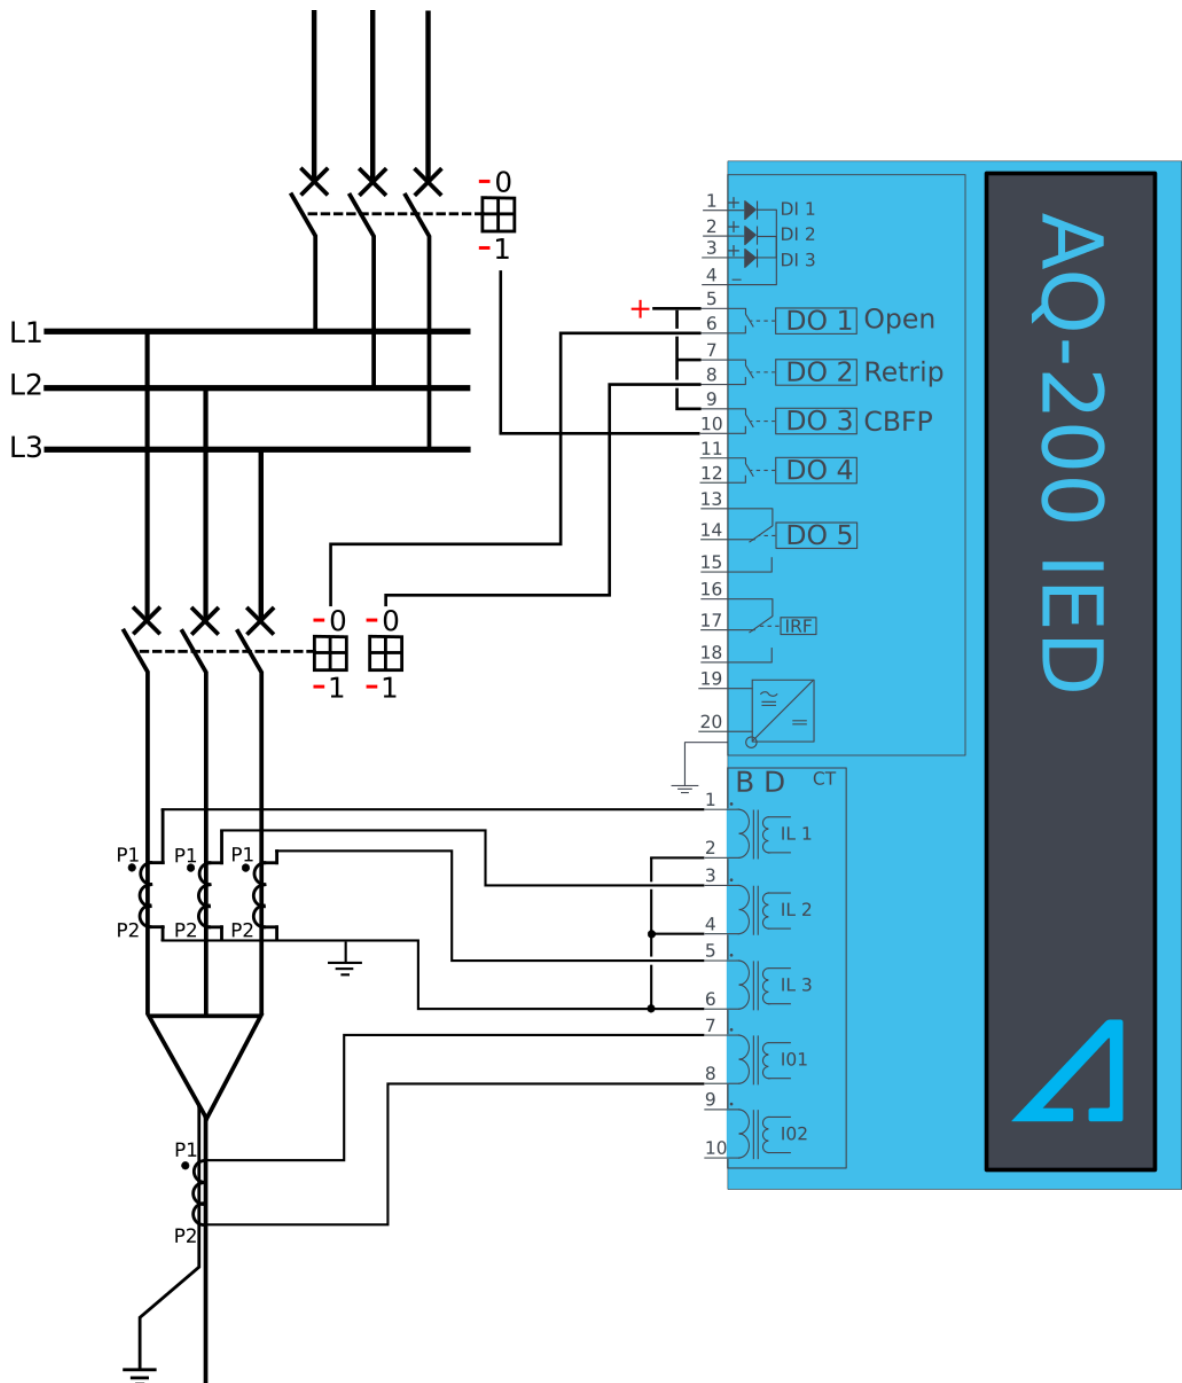 -0
-1
L1
L2
L3
-0
-1
-0
-1
+
P1
P1
P1
P2
P2
P2
P1
P2
1 + DI 1
2 + DI 2
3 + DI 3
4 −
5
6 DO 1 Open
7
8 DO 2 Retrip
9
10 DO 3 CBFP
11
12 DO 4
13
14 DO 5
15
16
17 IRF
18
19
20
B D CT
1
IL 1
2
3
IL 2
4
5
IL 3
6
7
I01
8
9
I02
10
AQ-200 IED